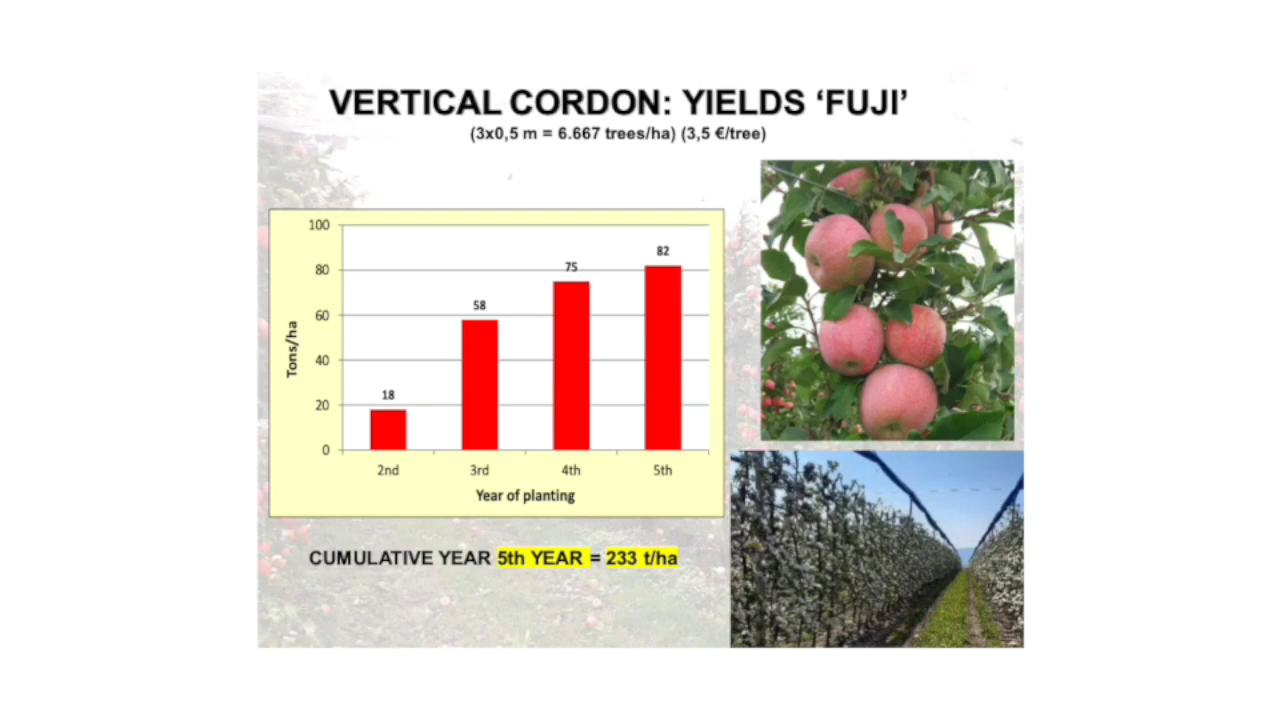 VERTICAL CORDON: YIELDS ‘FUJI’
(3x0,5 m = 6.667 trees/ha) (3,5 €/tree)
100
80
60
40
20
0
Tons/ha
18
58
75
82
2nd
3rd
4th
5th
Year of planting
CUMULATIVE YEAR 5th YEAR = 233 t/ha